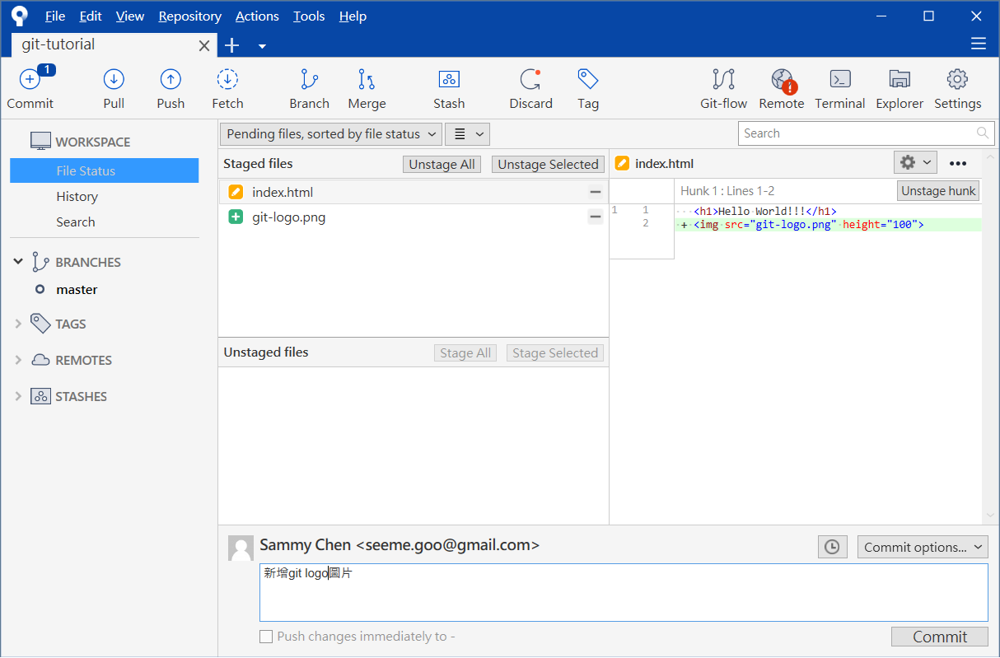 File Edit View Repository Actions Tools Help
git-tutorial
1
Commit Pull Push Fetch Branch Merge Stash Discard Tag Git-flow Remote Terminal Explorer Settings
WORKSPACE
File Status
History
Search
BRANCHES
master
TAGS
REMOTES
STASHES
Pending files, sorted by file status
Search
Staged files Unstage All Unstage Selected
index.html
git-logo.png
Unstaged files Stage All Stage Selected
index.html
Hunk 1 : Lines 1-2 Unstage hunk
1 1 <h1>Hello World!!!</h1>
2 + <img src="git-logo.png" height="100">
Sammy Chen <seeme.goo@gmail.com> Commit options...
新增git logo圖片
Push changes immediately to -
Commit